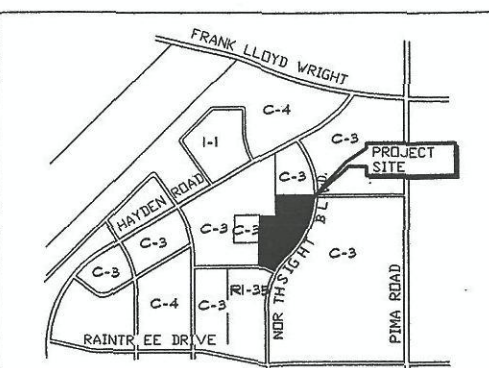 FRANK LLOYD WRIGHT
C-4
I-1
C-3
PROJECT
SITE
C-3
HAYDEN ROAD
C-3
C-3
C-3
C-3
C-3
C-4
C-3
R1-35
NORTHSIGHT BLVD.
PIMA ROAD
RAINTREE DRIVE